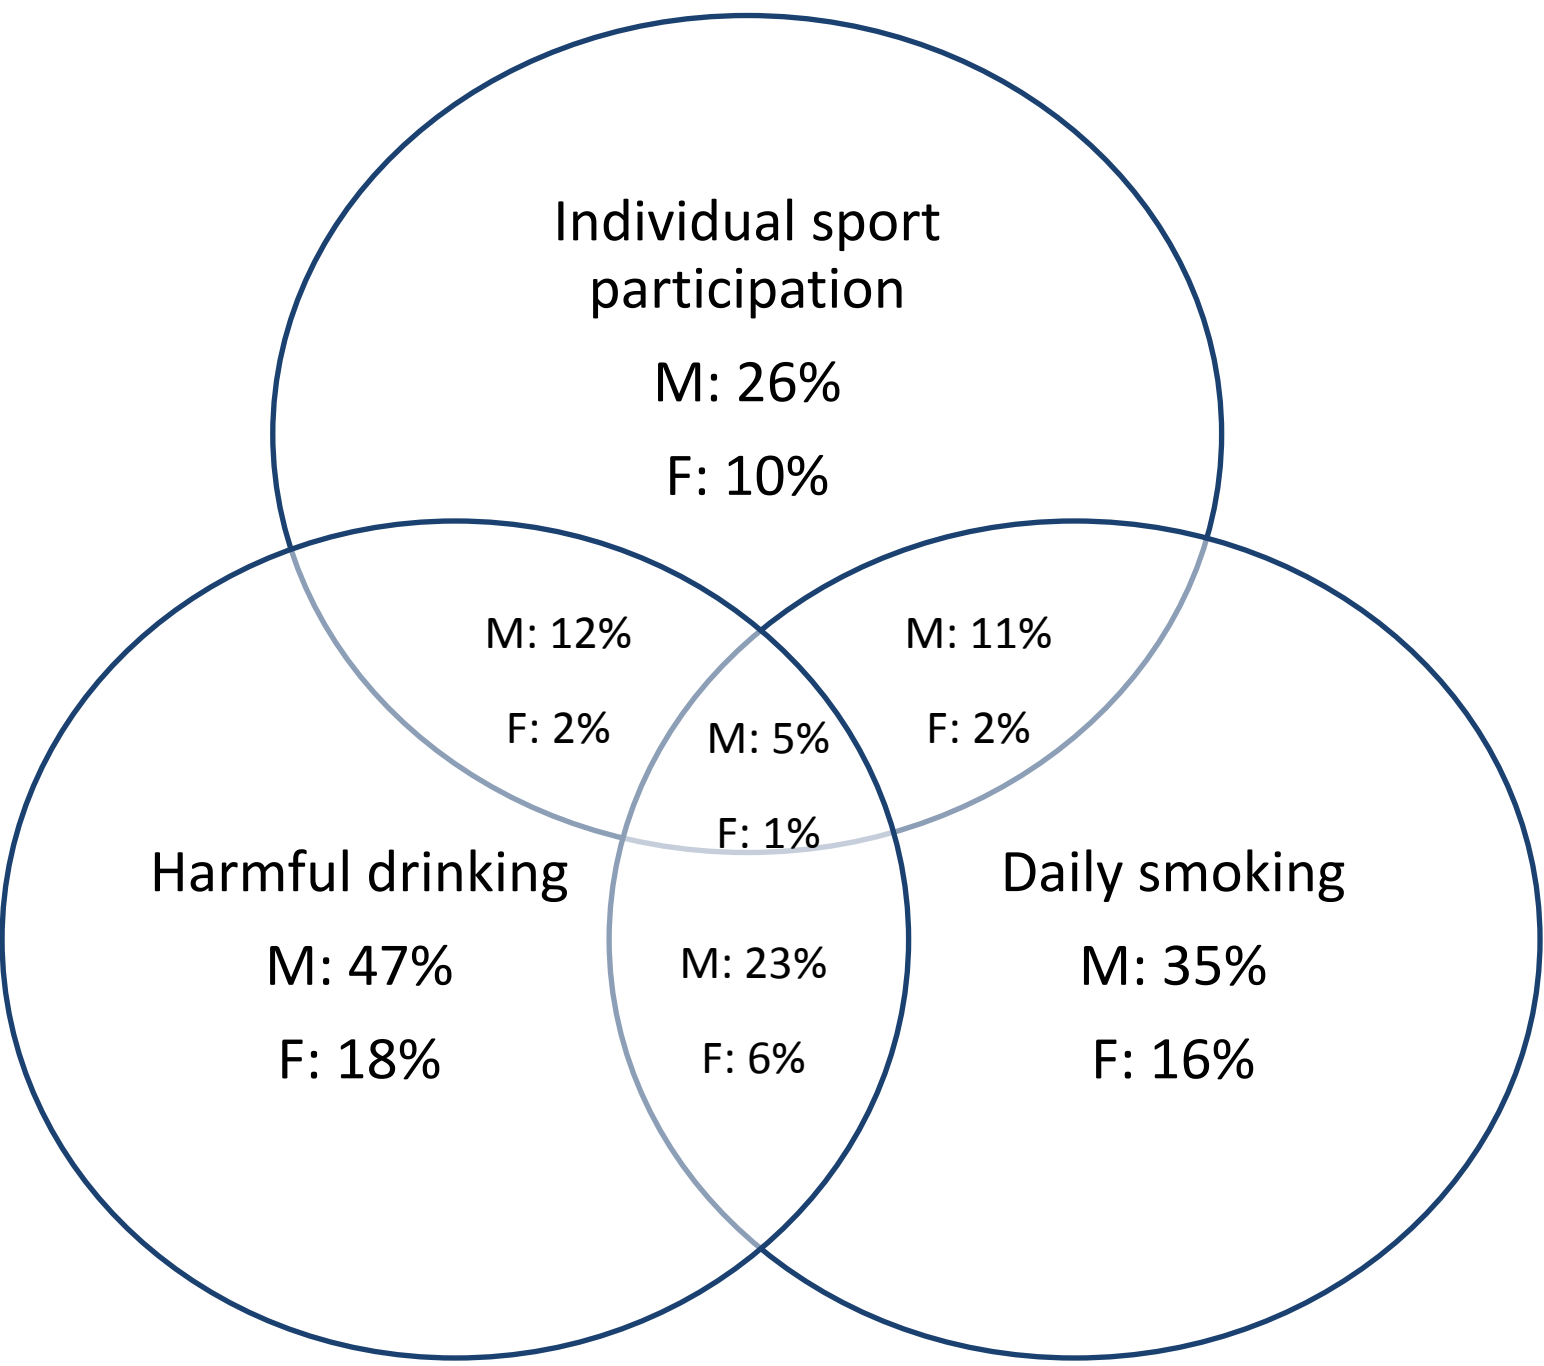 Individual sport
participation
M: 26%
F: 10%
M: 12%
F: 2%
M: 11%
F: 2%
M: 5%
F: 1%
Harmful drinking
M: 47%
F: 18%
M: 23%
F: 6%
Daily smoking
M: 35%
F: 16%